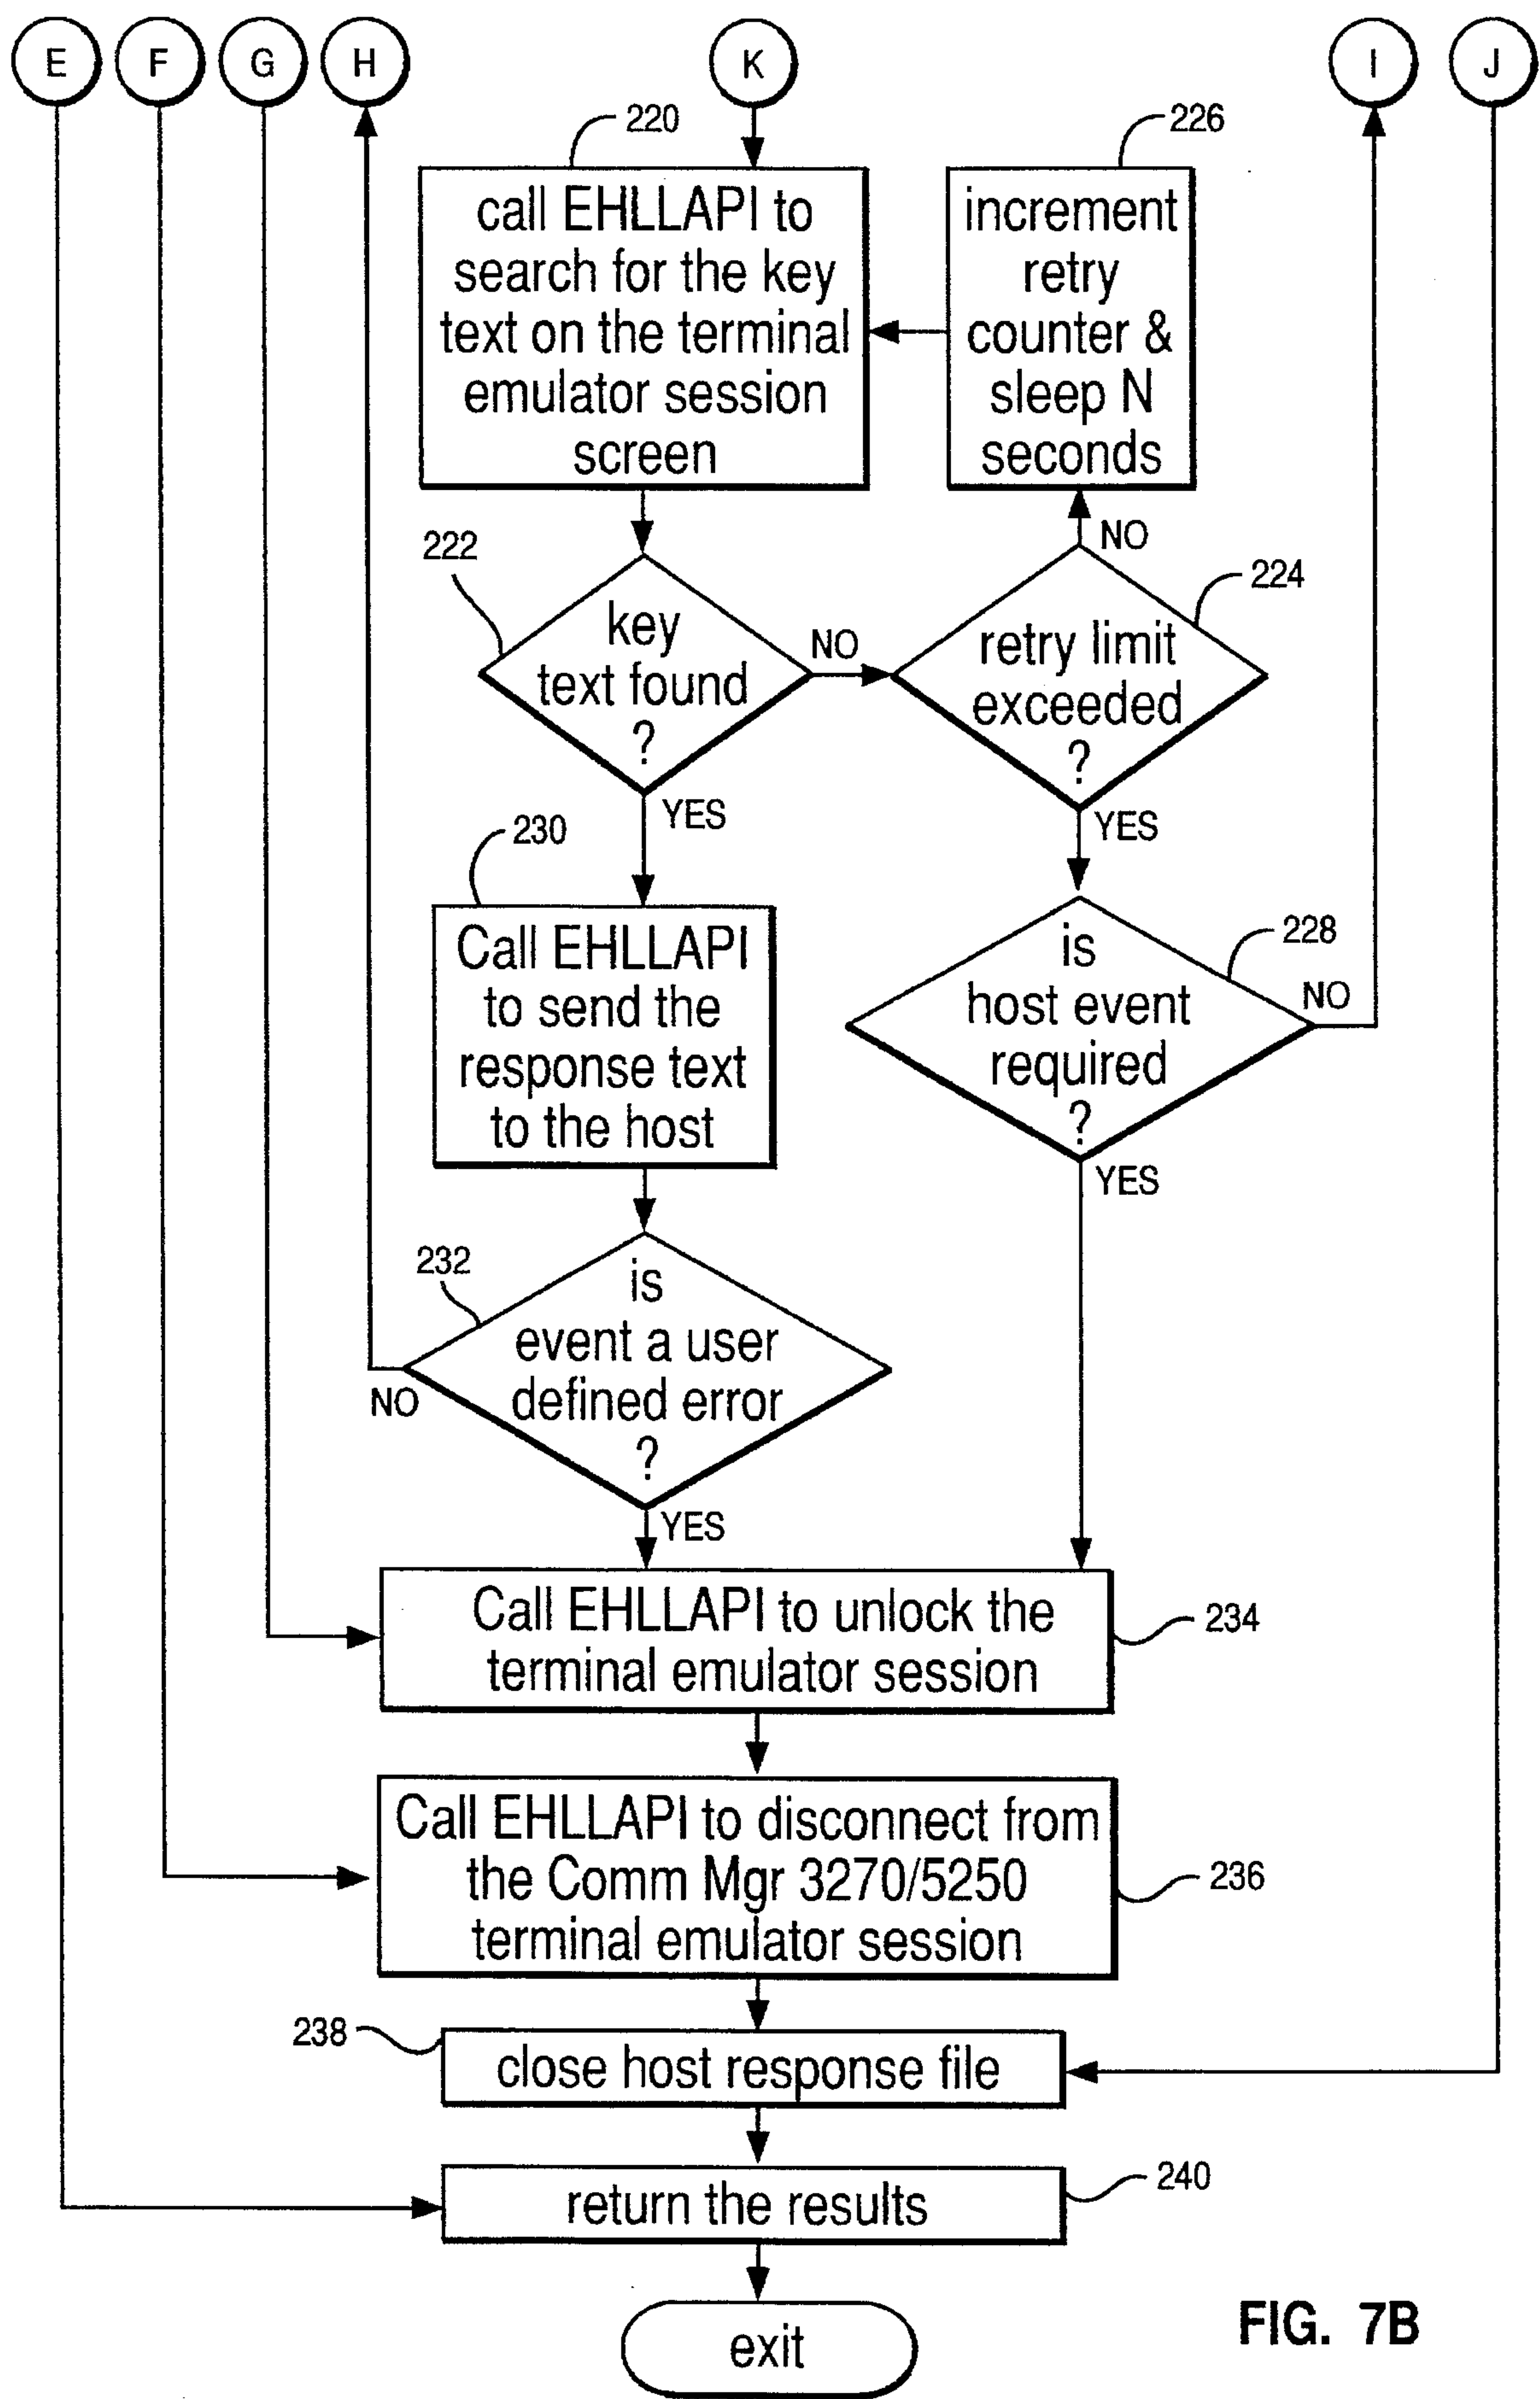 E F G H K I J
220
226
call EHLLAPI to
search for the key
text on the terminal
emulator session
screen
increment
retry
counter &
sleep N
seconds
NO
222
224
key
text found
?
NO
retry limit
exceeded
?
YES
YES
230
228
Call EHLLAPI
to send the
response text
to the host
is
host event
required
?
NO
YES
232
is
event a user
defined error
?
NO
YES
Call EHLLAPI to unlock the
terminal emulator session
234
Call EHLLAPI to disconnect from
the Comm Mgr 3270/5250
terminal emulator session
236
238
close host response file
return the results
240
exit
FIG. 7B